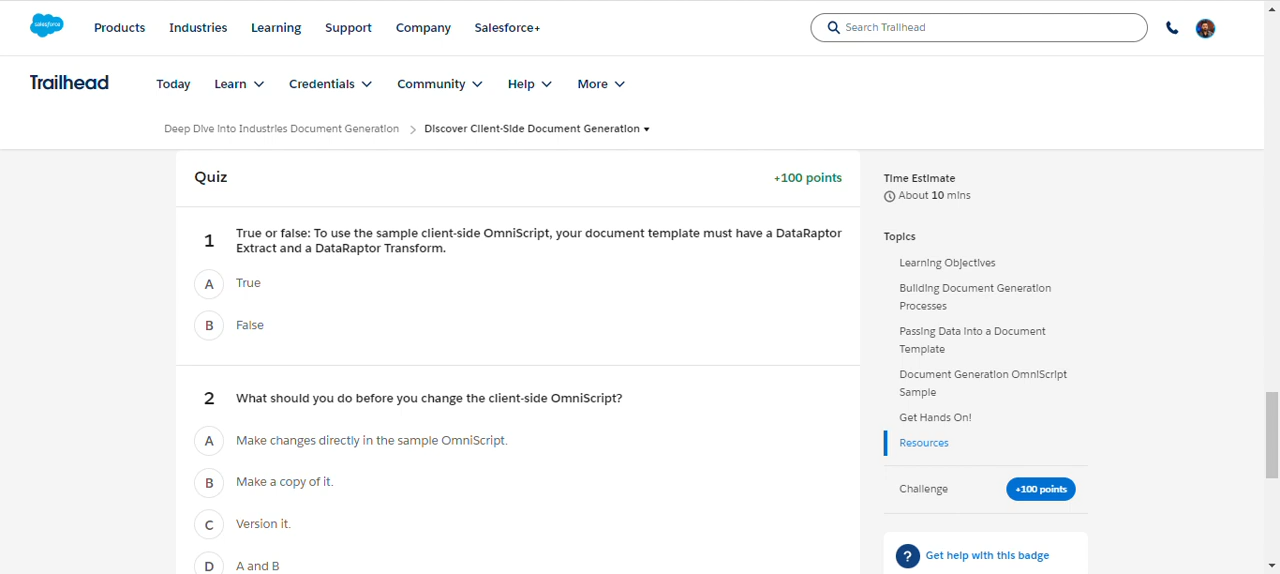 salesforce
Products Industries Learning Support Company Salesforce+ Search Trailhead
Trailhead Today Learn Credentials Community Help More
Deep Dive into Industries Document Generation > Discover Client-Side Document Generation
Quiz +100 points
1 True or false: To use the sample client-side OmniScript, your document template must have a DataRaptor
Extract and a DataRaptor Transform.
A True
B False
2 What should you do before you change the client-side OmniScript?
A Make changes directly in the sample OmniScript.
B Make a copy of it.
C Version it.
D A and B
Time Estimate
About 10 mins
Topics
Learning Objectives
Building Document Generation
Processes
Passing Data into a Document
Template
Document Generation OmniScript
Sample
Get Hands On!
Resources
Challenge +100 points
? Get help with this badge